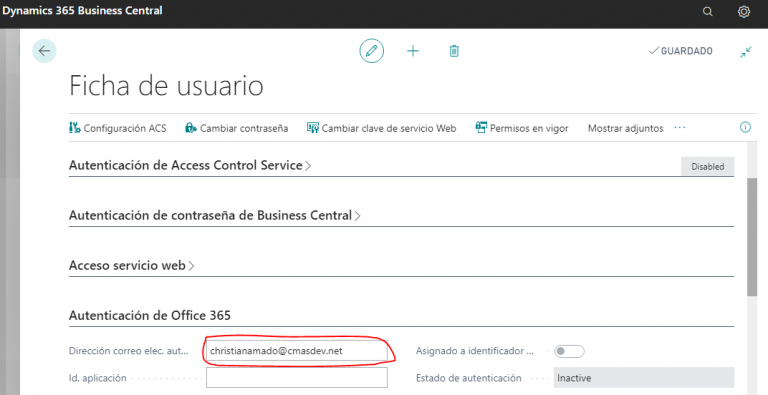 Dynamics 365 Business Central
GUARDADO
Ficha de usuario
Configuración ACS Cambiar contraseña Cambiar clave de servicio Web Permisos en vigor Mostrar adjuntos ...
Autenticación de Access Control Service
Disabled
Autenticación de contraseña de Business Central
Acceso servicio web
Autenticación de Office 365
Dirección correo elec. aut... christianamado@cmasdev.net Asignado a identificador ...
Id. aplicación Estado de autenticación Inactive